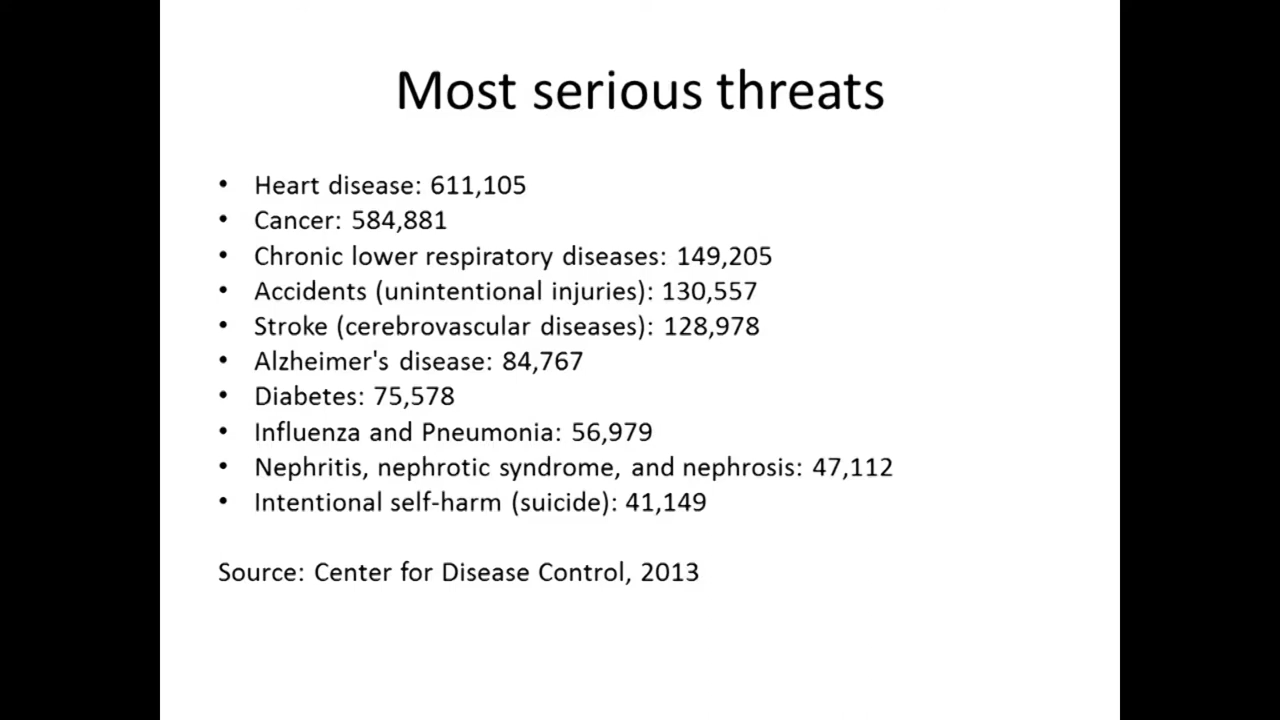 Most serious threats
• Heart disease: 611,105
• Cancer: 584,881
• Chronic lower respiratory diseases: 149,205
• Accidents (unintentional injuries): 130,557
• Stroke (cerebrovascular diseases): 128,978
• Alzheimer's disease: 84,767
• Diabetes: 75,578
• Influenza and Pneumonia: 56,979
• Nephritis, nephrotic syndrome, and nephrosis: 47,112
• Intentional self-harm (suicide): 41,149
Source: Center for Disease Control, 2013